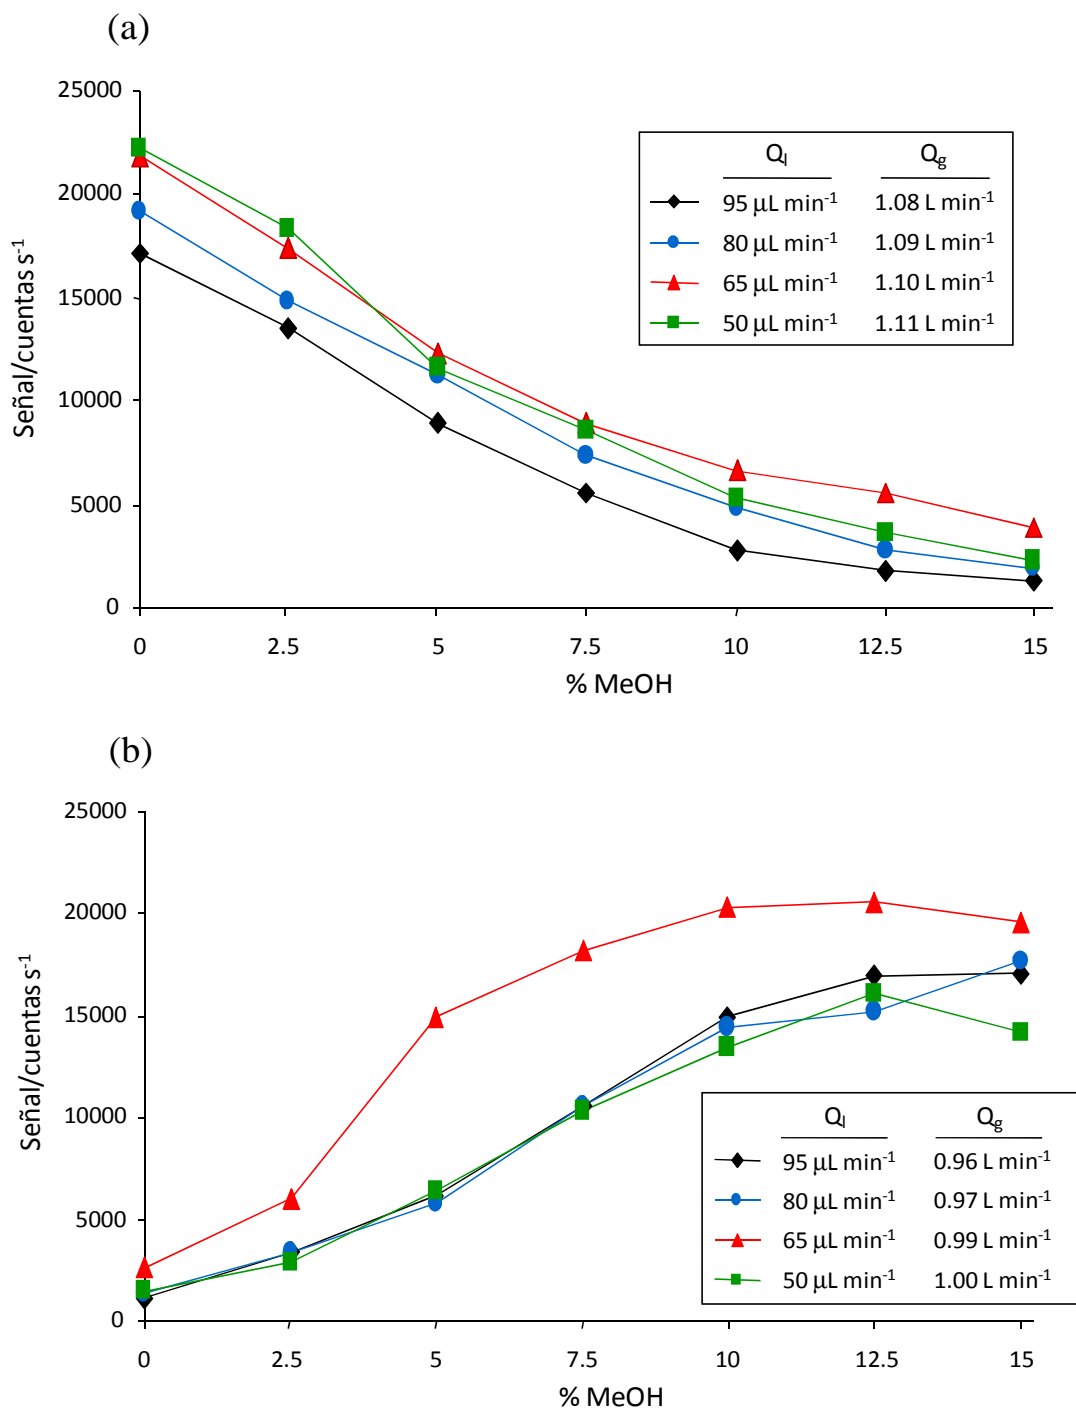 (a)
25000
20000
15000
10000
5000
0
Señal/cuentas s⁻¹
0 2.5 5 7.5 10 12.5 15
% MeOH
Qₗ Q_g
95 µL min⁻¹ 1.08 L min⁻¹
80 µL min⁻¹ 1.09 L min⁻¹
65 µL min⁻¹ 1.10 L min⁻¹
50 µL min⁻¹ 1.11 L min⁻¹
(b)
25000
20000
15000
10000
5000
0
Señal/cuentas s⁻¹
0 2.5 5 7.5 10 12.5 15
% MeOH
Qₗ Q_g
95 µL min⁻¹ 0.96 L min⁻¹
80 µL min⁻¹ 0.97 L min⁻¹
65 µL min⁻¹ 0.99 L min⁻¹
50 µL min⁻¹ 1.00 L min⁻¹